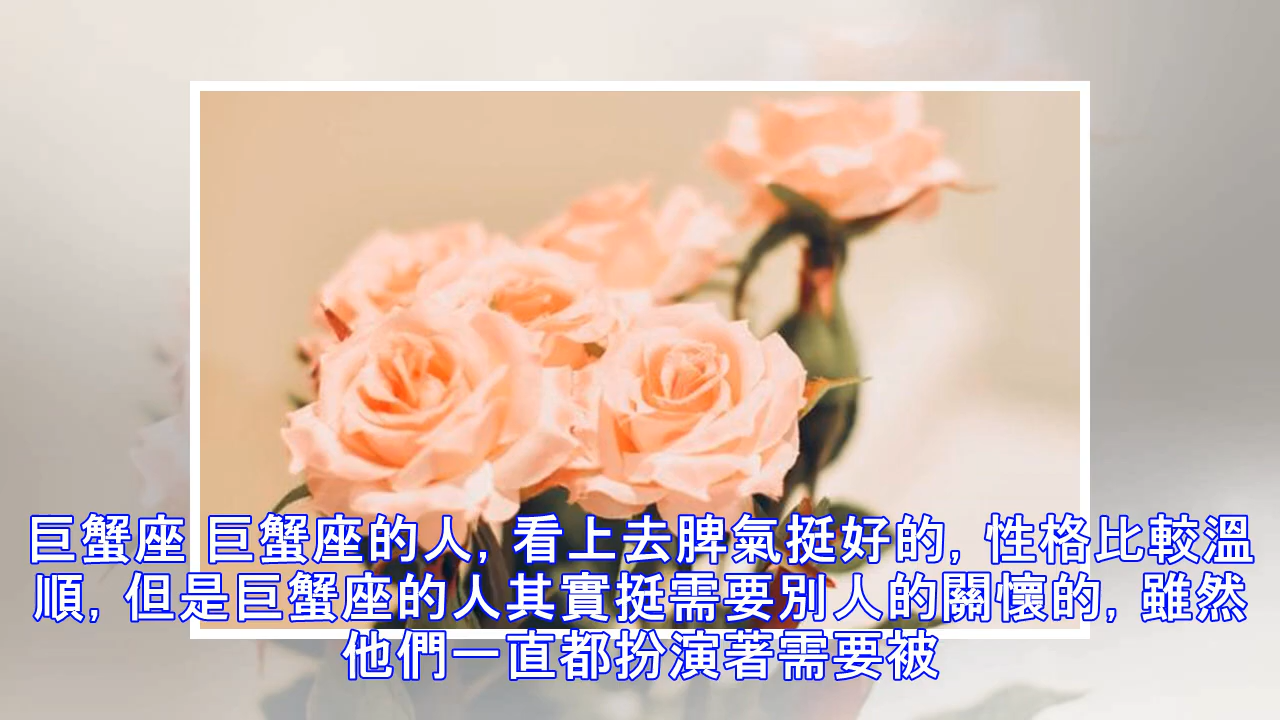 巨蟹座 巨蟹座的人, 看上去脾氣挺好的, 性格比較溫
順, 但是巨蟹座的人其實挺需要別人的關懷的, 雖然
他們一直都扮演著需要被